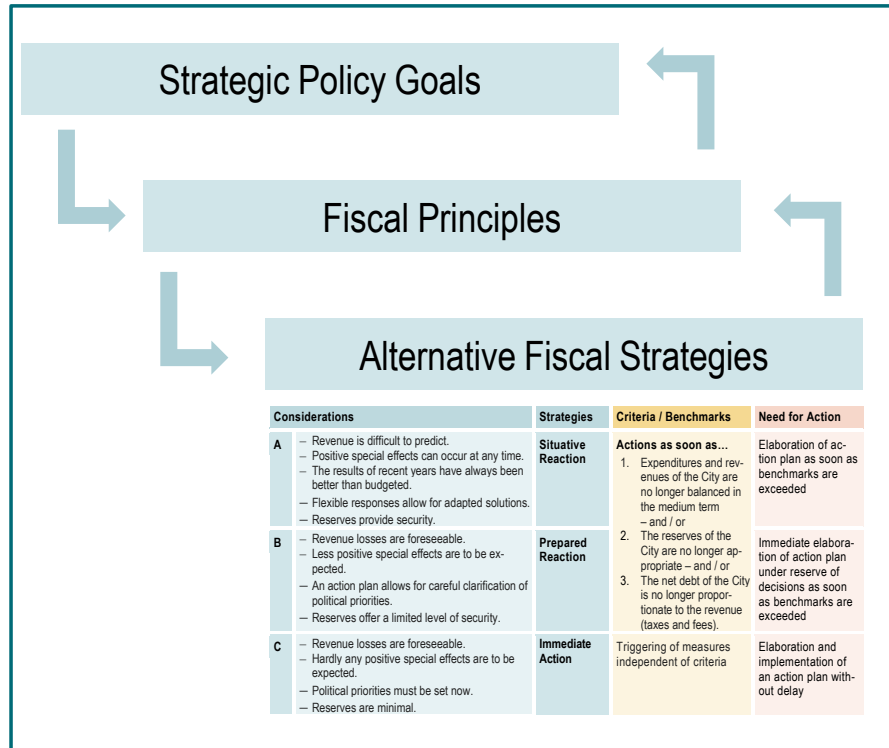 Strategic Policy Goals
Fiscal Principles
Alternative Fiscal Strategies
Considerations
Strategies
Criteria / Benchmarks
Need for Action
A
– Revenue is difficult to predict.
– Positive special effects can occur at any time.
– The results of recent years have always been
better than budgeted.
– Flexible responses allow for adapted solutions.
– Reserves provide security.
Situative
Reaction
Actions as soon as…
1. Expenditures and rev-
enues of the City are
no longer balanced in
the medium term
– and / or
2. The reserves of the
City are no longer ap-
propriate – and / or
3. The net debt of the City
is no longer propor-
tionate to the revenue
(taxes and fees).
Elaboration of ac-
tion plan as soon as
benchmarks are
exceeded
B
– Revenue losses are foreseeable.
– Less positive special effects are to be ex-
pected.
– An action plan allows for careful clarification of
political priorities.
– Reserves offer a limited level of security.
Prepared
Reaction
Immediate elabora-
tion of action plan
under reserve of
decisions as soon
as benchmarks are
exceeded
C
– Revenue losses are foreseeable.
– Hardly any positive special effects are to be
expected.
– Political priorities must be set now.
– Reserves are minimal.
Immediate
Action
Triggering of measures
independent of criteria
Elaboration and
implementation of
an action plan with-
out delay